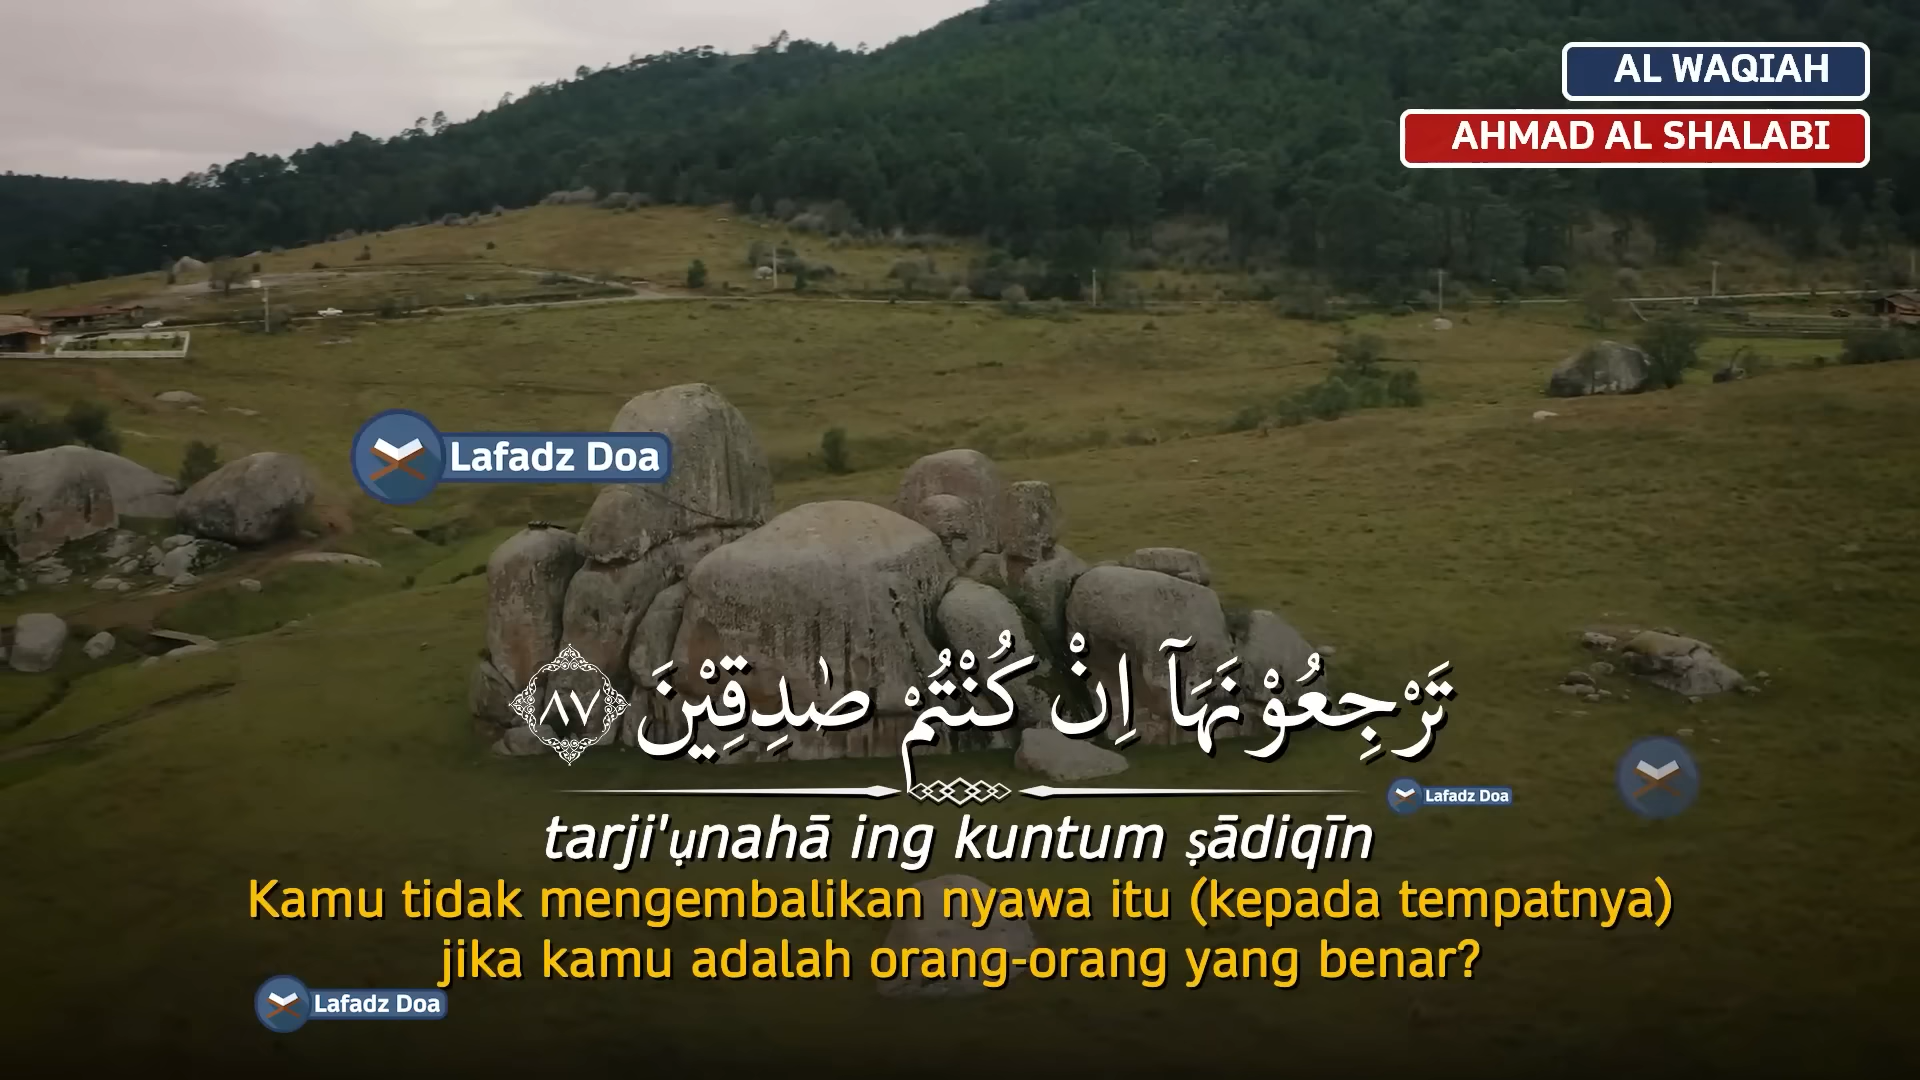 AL WAQIAH
AHMAD AL SHALABI
Lafadz Doa
تَرْجِعُوْنَهَآ اِنْ كُنْتُمْ صٰدِقِيْنَ ٨٧
Lafadz Doa
tarji'ụnahā ing kuntum ṣādiqīn
Kamu tidak mengembalikan nyawa itu (kepada tempatnya)
jika kamu adalah orang-orang yang benar?
Lafadz Doa